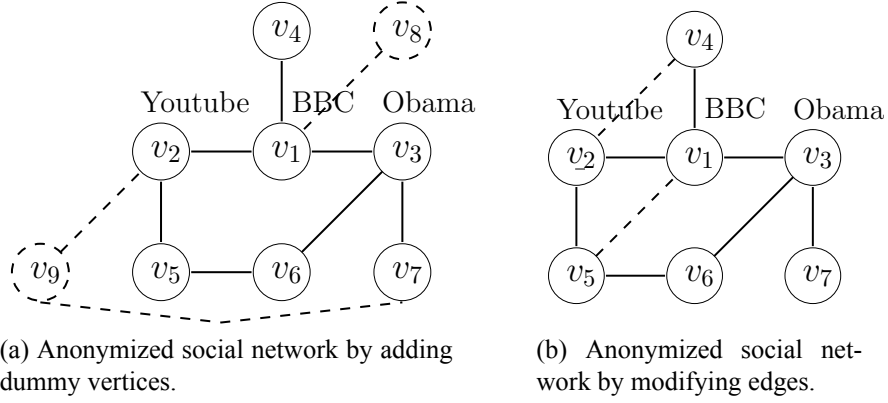 v4 v8
Youtube BBC Obama
v2 v1 v3
v9 v5 v6 v7
(a) Anonymized social network by adding
dummy vertices.
v4
Youtube BBC Obama
v2 v1 v3
v5 v6 v7
(b) Anonymized social net-
work by modifying edges.